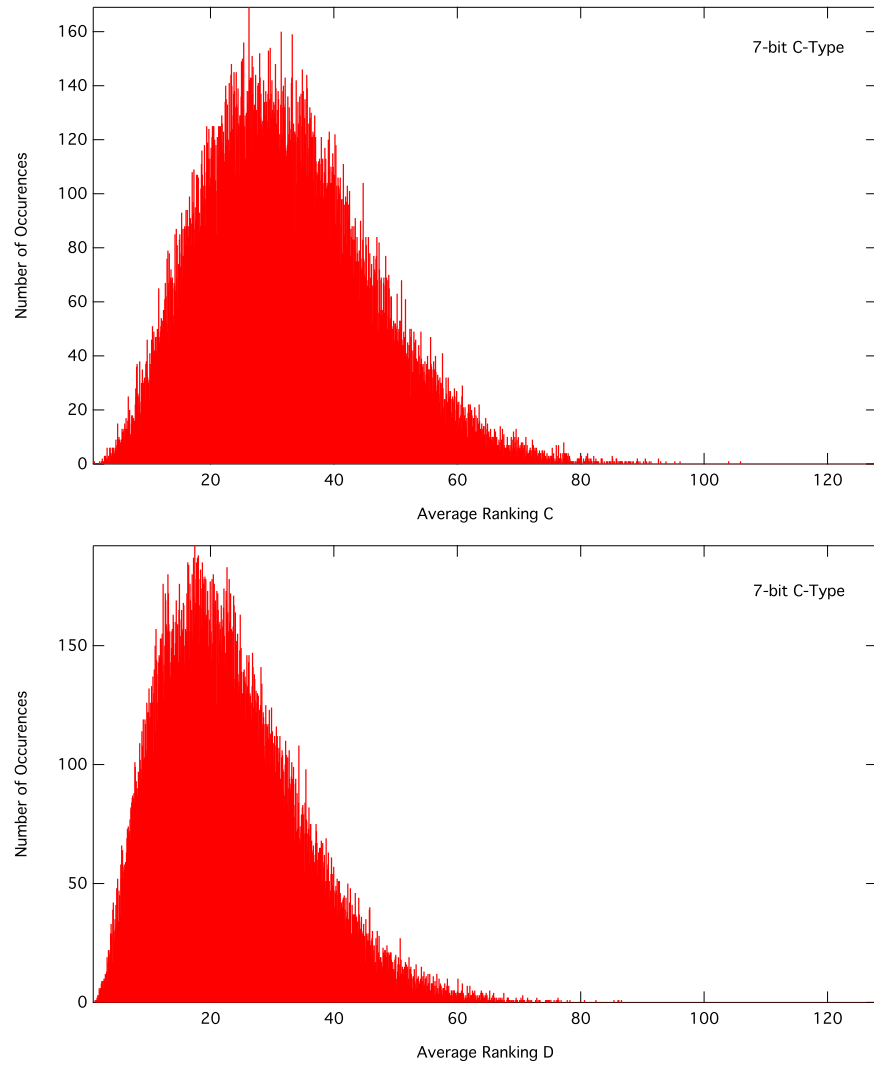 160
7-bit C-Type
140
120
100
Number of Occurences
80
60
40
20
0
20 40 60 80 100 120
Average Ranking C
7-bit C-Type
150
Number of Occurences
100
50
0
20 40 60 80 100 120
Average Ranking D